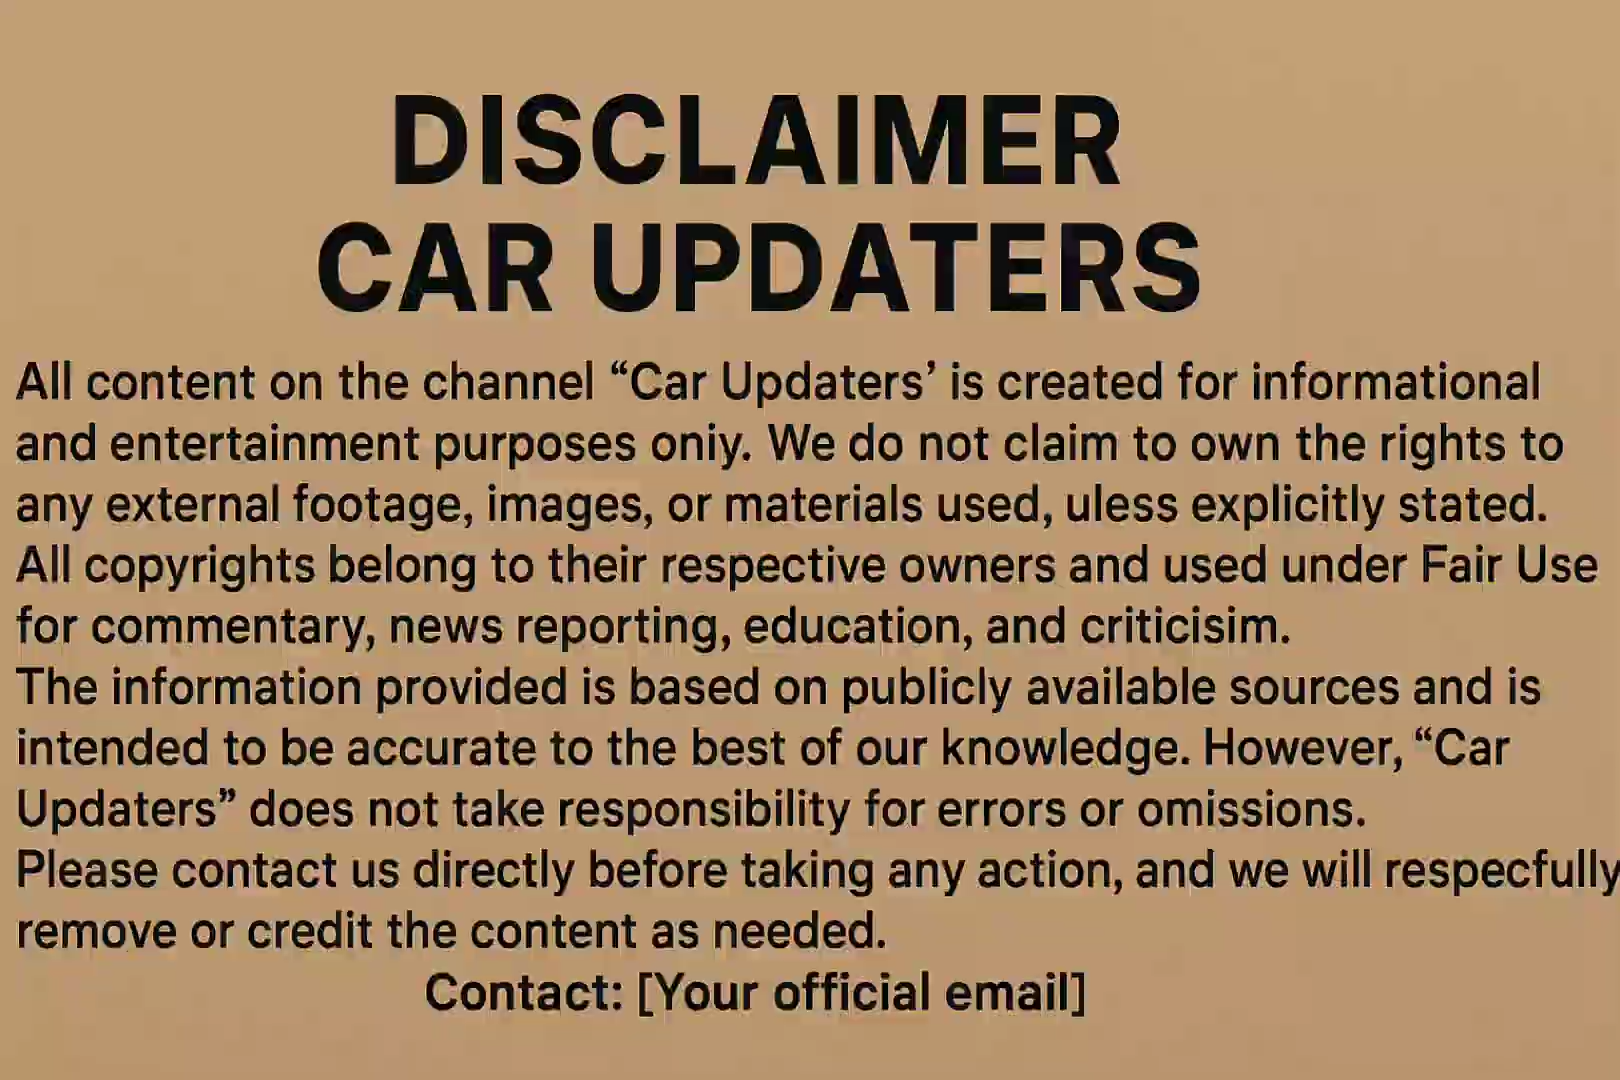 DISCLAIMER
CAR UPDATERS
All content on the channel “Car Updaters’ is created for informational
and entertainment purposes oniy. We do not claim to own the rights to
any external footage, images, or materials used, uless explicitly stated.
All copyrights belong to their respective owners and used under Fair Use
for commentary, news reporting, education, and criticisim.
The information provided is based on publicly available sources and is
intended to be accurate to the best of our knowledge. However, “Car
Updaters” does not take responsibility for errors or omissions.
Please contact us directly before taking any action, and we will respecfully
remove or credit the content as needed.
Contact: [Your official email]